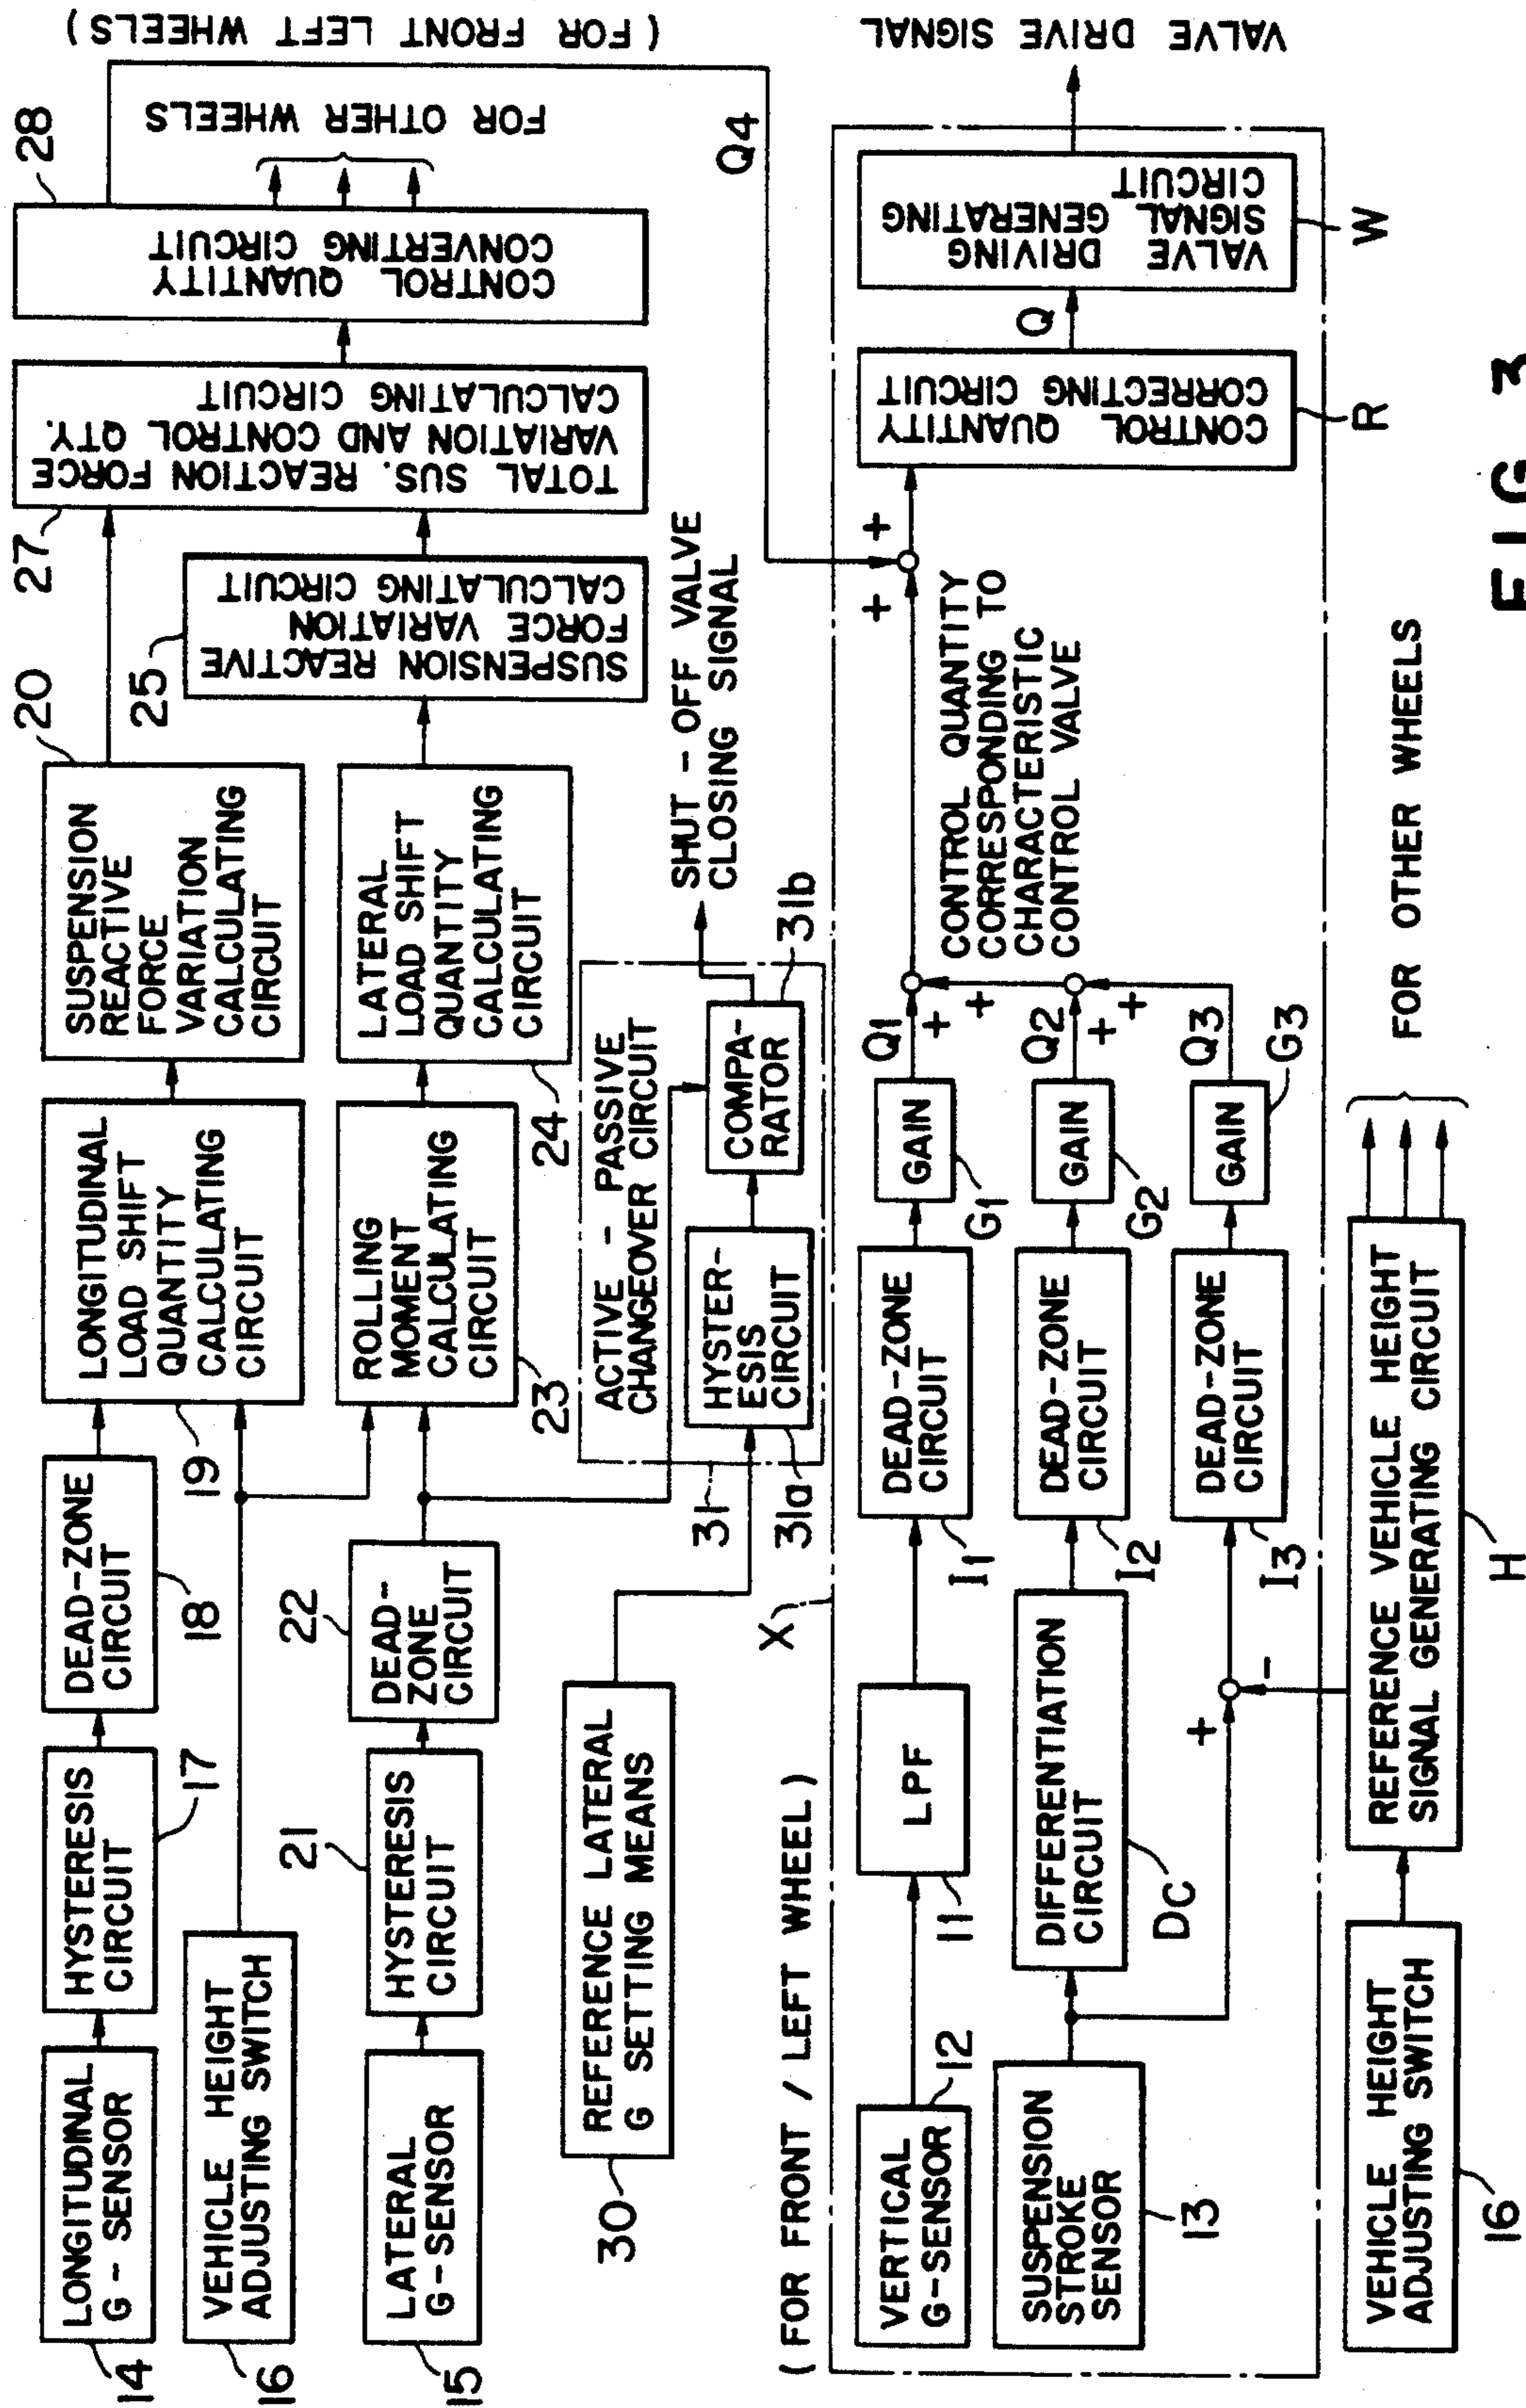 14
LONGITUDINAL
G - SENSOR
HYSTERESIS
CIRCUIT
17
DEAD-ZONE
CIRCUIT
18
LONGITUDINAL
LOAD SHIFT
QUANTITY
CALCULATING
CIRCUIT
19
SUSPENSION
REACTIVE
FORCE
VARIATION
CALCULATING
CIRCUIT
20
TOTAL SUS. REACTION FORCE
VARIATION AND CONTROL QTY.
CALCULATING CIRCUIT
27
CONTROL QUANTITY
CONVERTING CIRCUIT
28
FOR OTHER WHEELS
(FOR FRONT LEFT WHEELS)
16
VEHICLE HEIGHT
ADJUSTING SWITCH
15
LATERAL
G-SENSOR
HYSTERESIS
CIRCUIT
21
DEAD-
ZONE
CIRCUIT
22
ROLLING
MOMENT
CALCULATING
CIRCUIT
23
LATERAL
LOAD SHIFT
QUANTITY
CALCULATING
CIRCUIT
24
SUSPENSION REACTIVE
FORCE VARIATION
CALCULATING CIRCUIT
25
30
REFERENCE LATERAL
G SETTING MEANS
ACTIVE - PASSIVE
CHANGEOVER CIRCUIT
31
HYSTER-
ESIS
CIRCUIT
31a
COMPA-
RATOR
31b
SHUT - OFF VALVE
CLOSING SIGNAL
(FOR FRONT / LEFT WHEEL)
X
VERTICAL
G-SENSOR
12
LPF
11
DEAD-ZONE
CIRCUIT
I1
GAIN
G1
Q1
+
+
+
+
Q4
CONTROL QUANTITY
CORRECTING CIRCUIT
R
Q
VALVE DRIVING
SIGNAL GENERATING
CIRCUIT
W
VALVE DRIVE SIGNAL
SUSPENSION
STROKE
SENSOR
13
DIFFERENTIATION
CIRCUIT
DC
DEAD-ZONE
CIRCUIT
I2
GAIN
G2
Q2
+
+
CONTROL QUANTITY
CORRESPONDING TO
CHARACTERISTIC
CONTROL VALVE
+
-
DEAD-ZONE
CIRCUIT
I3
GAIN
G3
Q3
VEHICLE HEIGHT
ADJUSTING SWITCH
16
REFERENCE VEHICLE HEIGHT
SIGNAL GENERATING CIRCUIT
H
FOR OTHER WHEELS
FIG 3